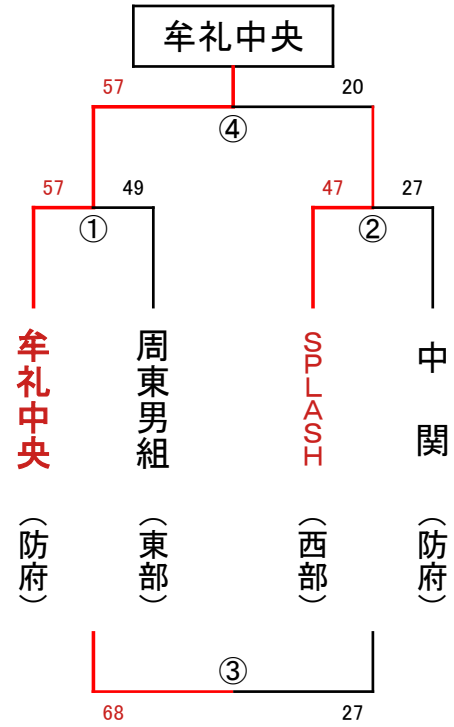 牟礼中央
57
20
④
57
49
47
27
①
②
牟礼中央
周東男組
SPLASH
中関
（防府）
（東部）
（西部）
（防府）
③
68
27